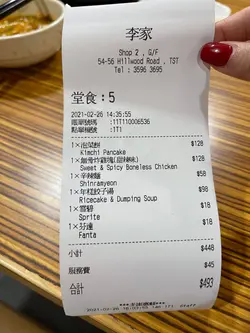 李家
Shop 2 , G/F
54-56 Hillwood Road , TST
Tel : 3596 3695
堂食：5
2021-02-26 14:35:55
:11T110006536
:1T1
1×泡菜餅 $128
Kimchi Pancake
1×無骨炸雞塊(甜辣味) $128
Sweet & Spicy Boneless Chicken
1×辛辣麵 $58
Shinramyeon
1×年糕餃子湯 $98
Ricecake & Dumping Soup
1×雪碧 $18
Sprite
1×芬達 $18
Fanta
小計 $448
服務費 $45
合計 $493